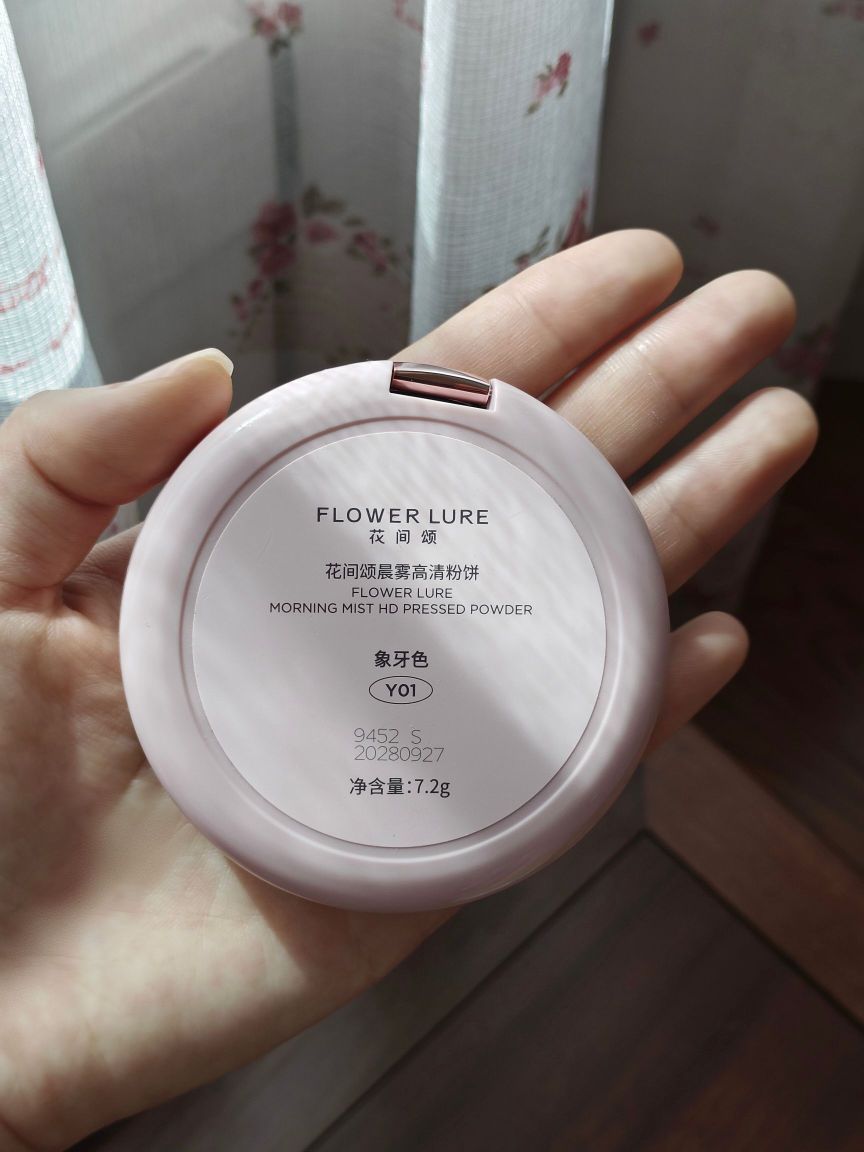 FLOWER LURE
花间颂
花间颂晨雾高清粉饼
FLOWER LURE
MORNING MIST HD PRESSED POWDER
象牙色
Y01
9452 S
20280927
净含量:7.2g